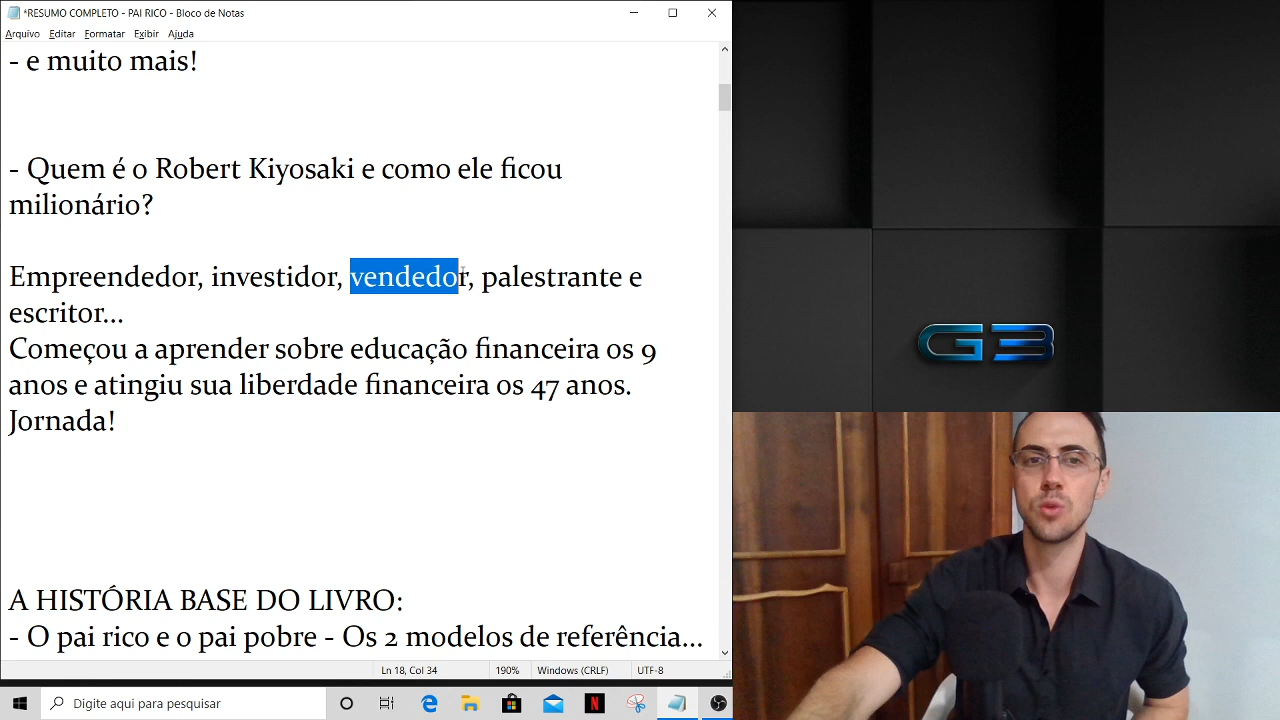 *RESUMO COMPLETO - PAI RICO - Bloco de Notas
Arquivo Editar Formatar Exibir Ajuda
- e muito mais!
- Quem é o Robert Kiyosaki e como ele ficou
milionário?
Empreendedor, investidor, vendedor, palestrante e
escritor...
Começou a aprender sobre educação financeira os 9
anos e atingiu sua liberdade financeira os 47 anos.
Jornada!
A HISTÓRIA BASE DO LIVRO:
- O pai rico e o pai pobre - Os 2 modelos de referência...
Ln 18, Col 34 190% Windows (CRLF) UTF-8
Digite aqui para pesquisar
N
G3